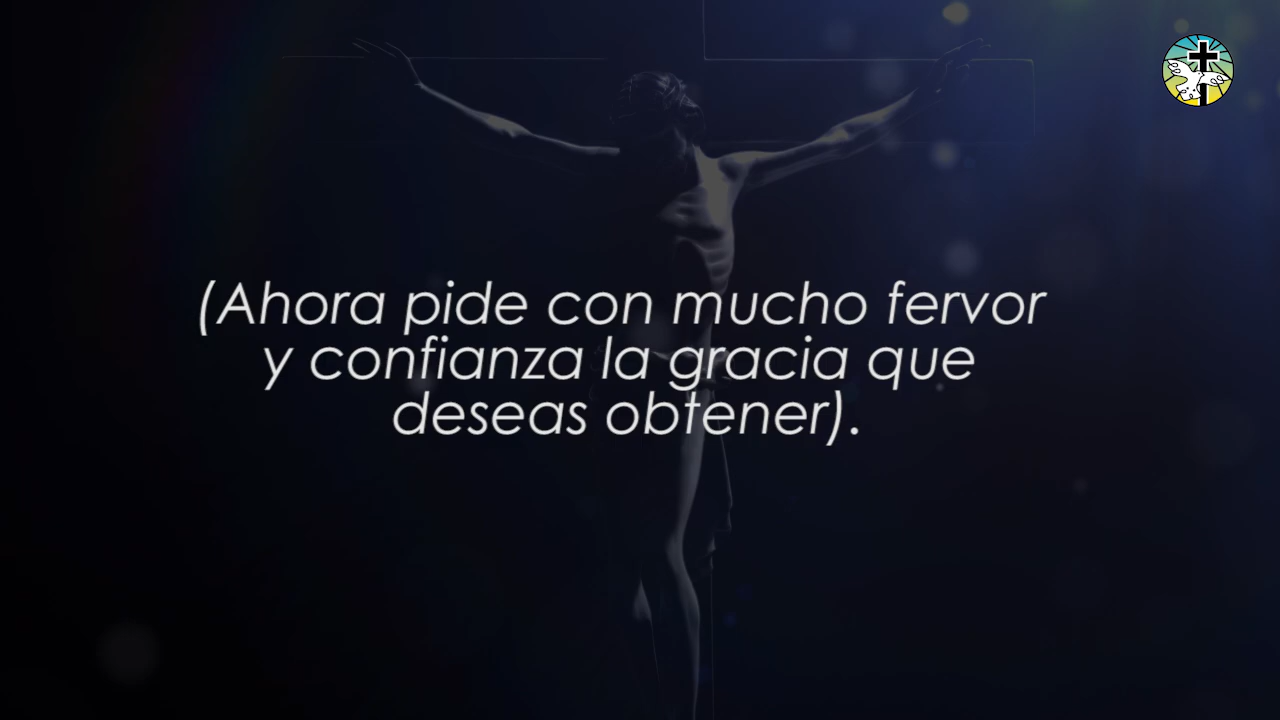 (Ahora pide con mucho fervor
y confianza la gracia que
deseas obtener).